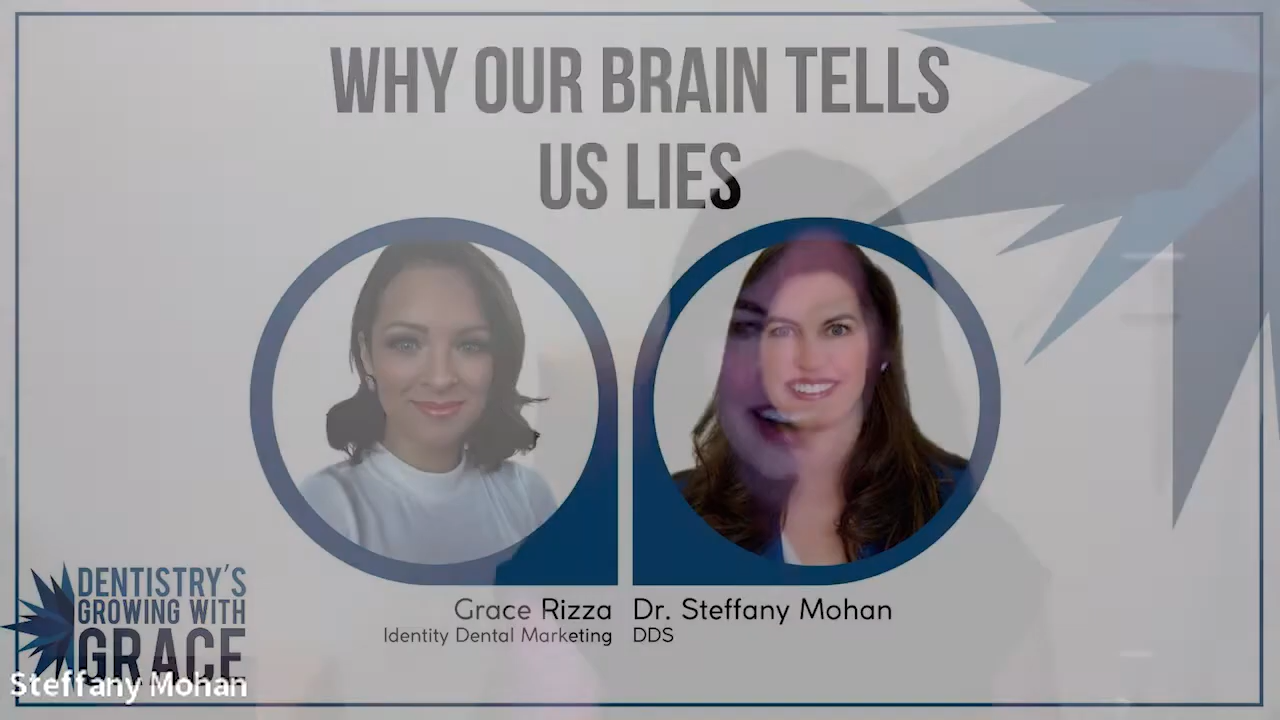 WHY OUR BRAIN TELLS
US LIES
Grace Rizza
Identity Dental Marketing
Dr. Steffany Mohan
DDS
DENTISTRY'S
GROWING WITH
GRACE
Steffany Mohan